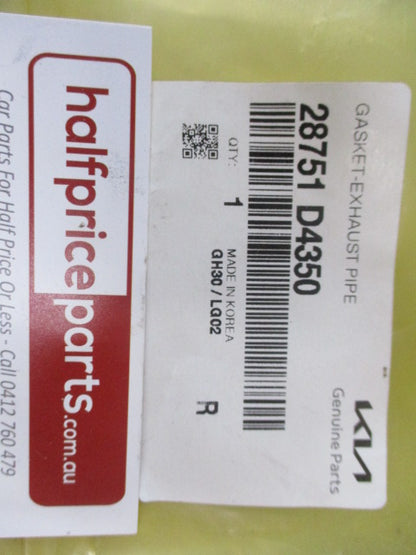 KIA
Genuine Parts
GASKET-EXHAUST PIPE
28751 D4350
QTY: 1
MADE IN KOREA
GH30 / LG02
R
halfpriceparts.com.au
Car Parts For Half Price Or Less - Call 0412 760 479